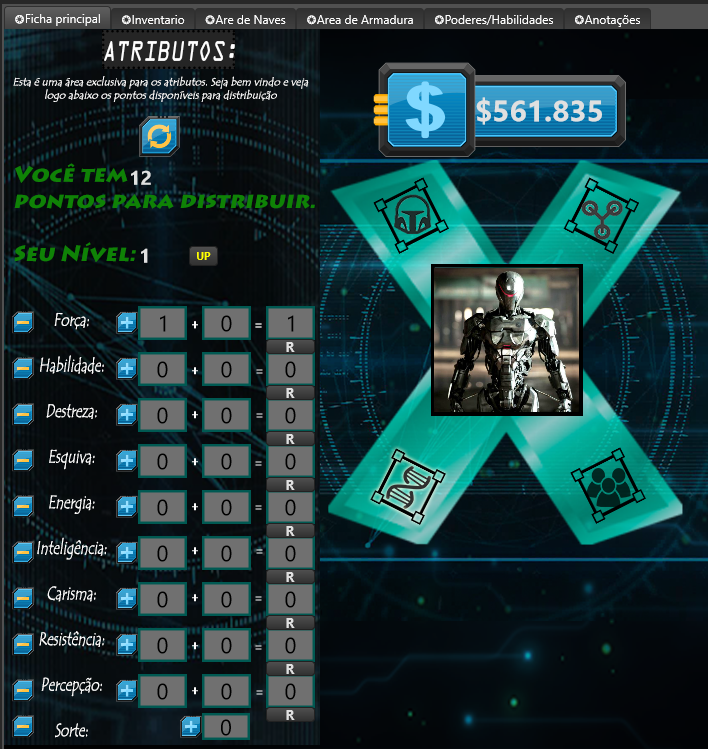 ✪Ficha principal ✪Inventario ✪Are de Naves ✪Area de Armadura ✪Poderes/Habilidades ✪Anotações
ATRIBUTOS:
Esta é uma área exclusiva para os atributos. Seja bem vindo e veja
logo abaixo os pontos disponíveis para distribuição
$ $561.835
Você tem 12
pontos para distribuir.
Seu Nível: 1 UP
− Força: + 1 + 0 = 1
R
− Habilidade: + 0 + 0 = 0
R
− Destreza: + 0 + 0 = 0
R
− Esquiva: + 0 + 0 = 0
R
− Energia: + 0 + 0 = 0
R
− Inteligência: + 0 + 0 = 0
R
− Carisma: + 0 + 0 = 0
R
− Resistência: + 0 + 0 = 0
R
− Percepção: + 0 + 0 = 0
R
− Sorte: + 0